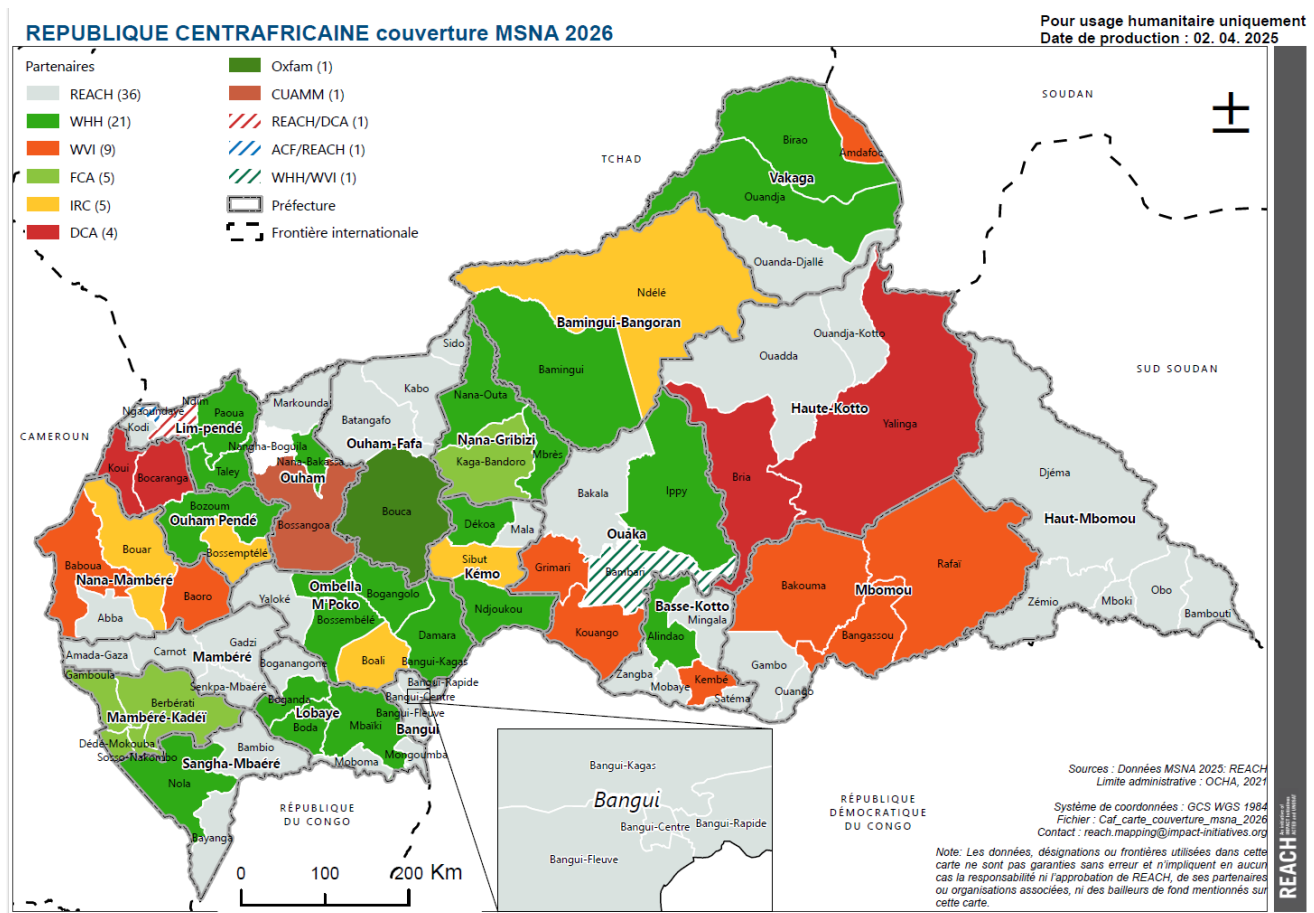 REPUBLIQUE CENTRAFRICAINE couverture MSNA 2026
Pour usage humanitaire uniquement
Date de production : 02. 04. 2025
Partenaires
REACH (36)
WHH (21)
WVI (9)
FCA (5)
IRC (5)
DCA (4)
Oxfam (1)
CUAMM (1)
REACH/DCA (1)
ACF/REACH (1)
WHH/WVI (1)
Préfecture
Frontière internationale
SOUDAN
TCHAD
SUD SOUDAN
CAMEROUN
Birao
Amdafoc
Vakaga
Ouandja
Ouanda-Djallé
Ndélé
Bamingui-Bangoran
Ouandja-Kotto
Sido
Ouadda
Bamingui
Kabo
Nana-Outa
Markounda
Ndim
Ngaoundaye
Kodi
Paoua
Lim-pendé
Batangafo
Haute-Kotto
Yalinga
Ouham-Fafa
Nana-Gribizi
Nangha-Boguila
Mbrès
Kaga-Bandoro
Nana-Bakassa
Koui
Bocaranga
Taley
Ouham
Bria
Djéma
Bakala
Ippy
Bozoum
Ouham Pendé
Bouca
Haut-Mbomou
Bossangoa
Dékoa
Mala
Ouaka
Bouar
Bossemptélé
Sibut
Kémo
Baboua
Nana-Mambéré
Grimari
Bambari
Rafaï
Bakouma
Mbomou
Ombella
M'Poko
Bogangolo
Baoro
Yaloké
Obo
Mboki
Zémio
Bambouti
Basse-Kotto
Mingala
Ndjoukou
Abba
Bossembélé
Kouango
Alindao
Bangassou
Damara
Gadzi
Carnot
Mambéré
Amada-Gaza
Boganangone
Boali
Bangui-Kagas
Gambo
Gamboula
Zangba
Kembé
Mobaye
Senkpa-Mbaéré
Bangui-Rapide
Bangui-Centre
Ouango
Satéma
Berbérati
Boganda
Mambéré-Kadéï
Lobaye
Bangui-Fleuve
Boda
Mbaïki
Bangui
Dédé-Mokouba
Sosso-Nakombo
Bambio
Mongoumba
Sangha-Mbaéré
Moboma
Nola
Bayanga
RÉPUBLIQUE
DU CONGO
0 100 200 Km
Bangui-Kagas
Bangui
Bangui-Centre
Bangui-Rapide
Bangui-Fleuve
RÉPUBLIQUE
DÉMOCRATIQUE
DU CONGO
Sources : Données MSNA 2025: REACH
Limite administrative : OCHA, 2021
Système de coordonnées : GCS WGS 1984
Fichier : Caf_carte_couverture_msna_2026
Contact : reach.mapping@impact-initiatives.org
Note: Les données, désignations ou frontières utilisées dans cette
carte ne sont pas garanties sans erreur et n'impliquent en aucun
cas la responsabilité ni l'approbation de REACH, de ses partenaires
ou organisations associées, ni des bailleurs de fond mentionnés sur
cette carte.
REACH